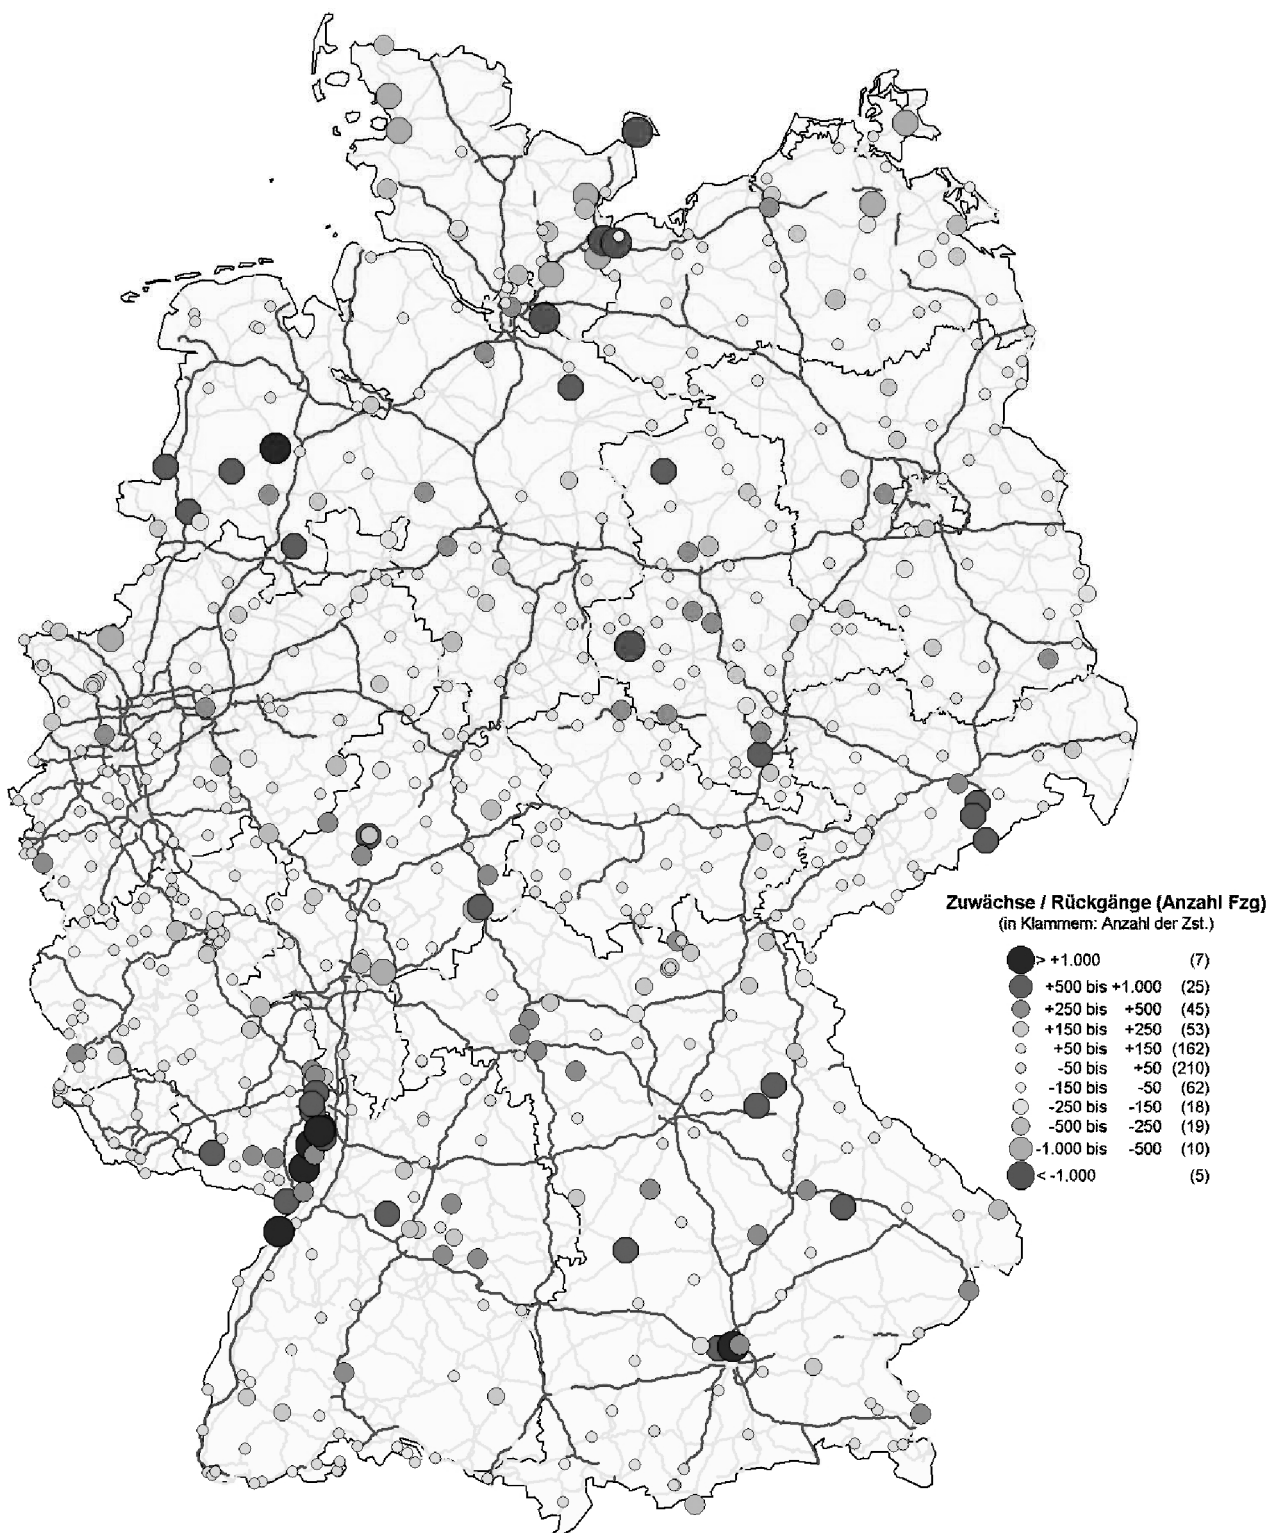 Zuwächse / Rückgänge (Anzahl Fzg)
(in Klammern: Anzahl der Zst.)
> +1.000 (7)
+500 bis +1.000 (25)
+250 bis +500 (45)
+150 bis +250 (53)
+50 bis +150 (162)
-50 bis +50 (210)
-150 bis -50 (62)
-250 bis -150 (18)
-500 bis -250 (19)
-1.000 bis -500 (10)
< -1.000 (5)